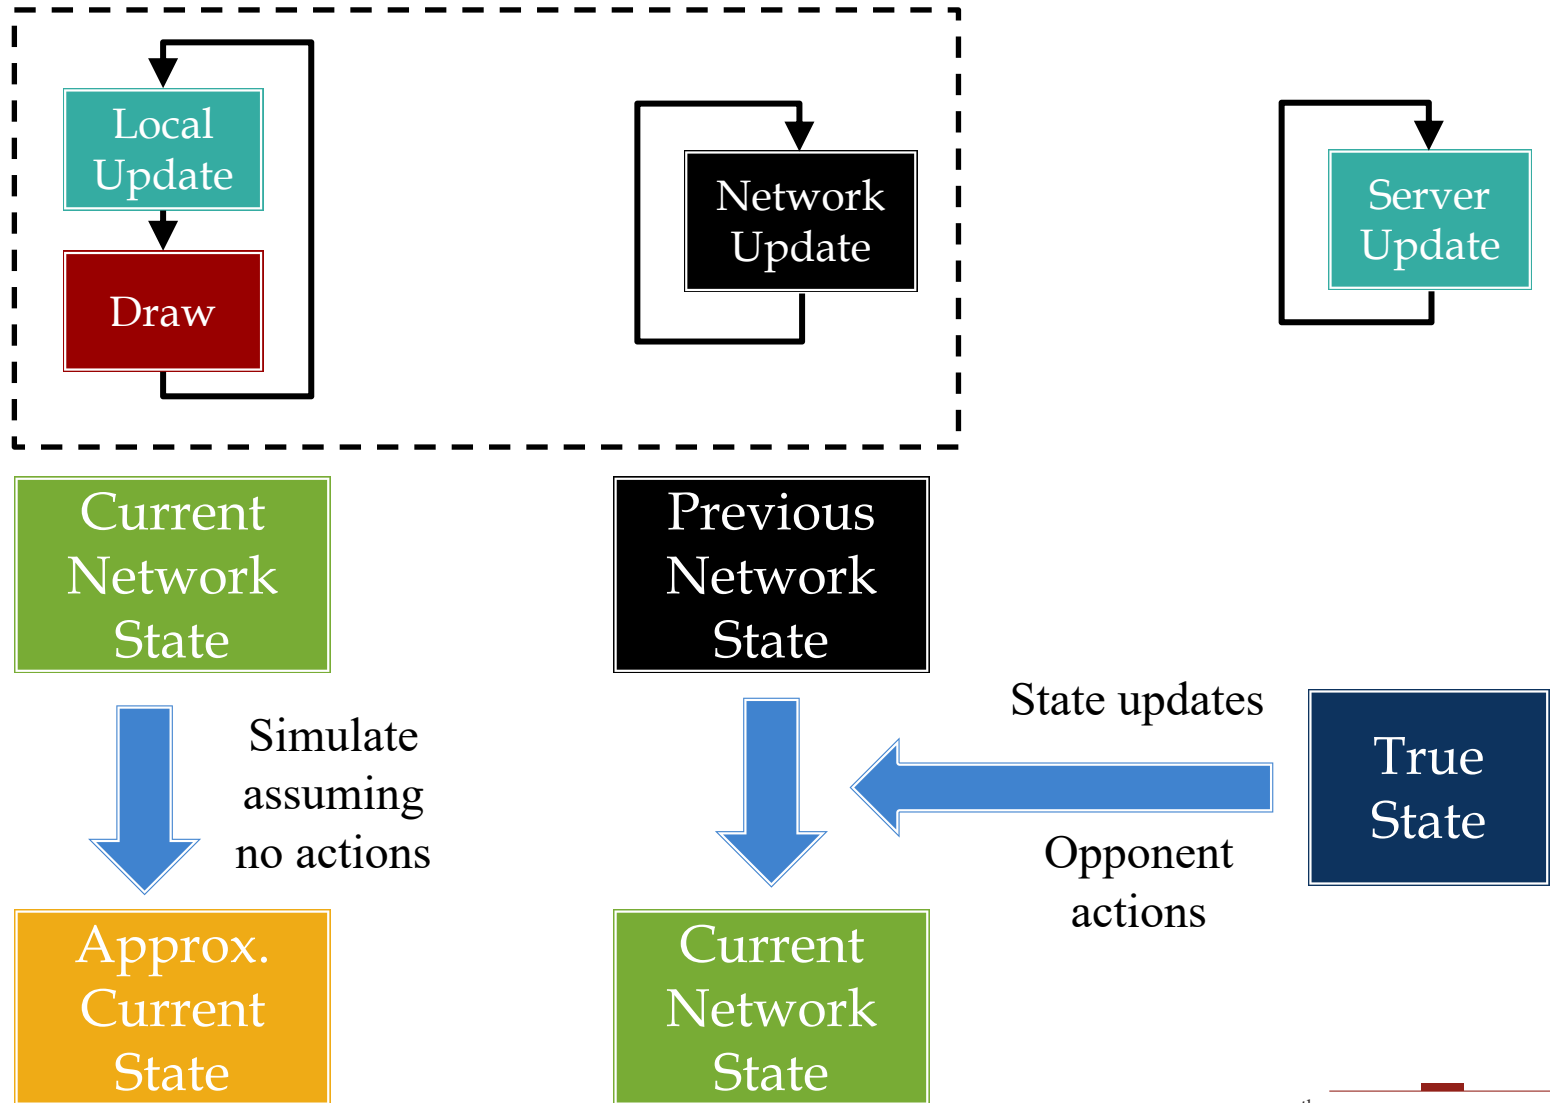 Local
Update
Draw
Network
Update
Server
Update
Current
Network
State
Previous
Network
State
Simulate
assuming
no actions
State updates
Opponent
actions
True
State
Approx.
Current
State
Current
Network
State